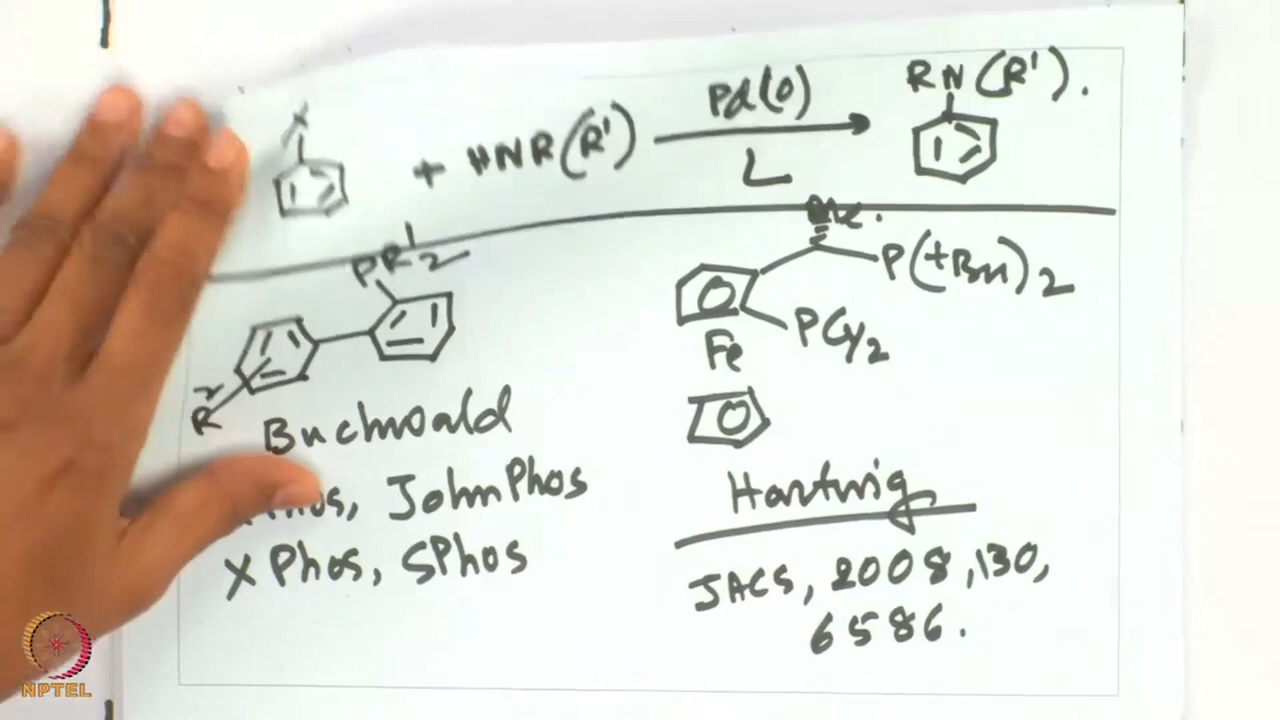 X
+ HNR(R') Pd(0) L RN(R').
PR'2
R2
Me.
P(tBu)2
PCy2
Fe
Buchwald
JohnPhos
XPhos, SPhos
Hartwig
JACS, 2008, 130,
6586.
NPTEL